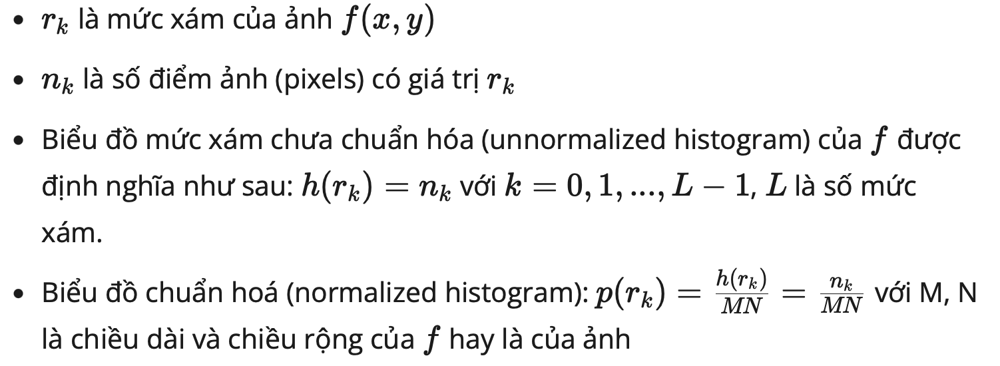 • r_k là mức xám của ảnh f(x, y)
• n_k là số điểm ảnh (pixels) có giá trị r_k
• Biểu đồ mức xám chưa chuẩn hóa (unnormalized histogram) của f được
định nghĩa như sau: h(r_k) = n_k với k = 0, 1, ..., L − 1, L là số mức
xám.
• Biểu đồ chuẩn hoá (normalized histogram): p(r_k) = \frac{h(r_k)}{MN} = \frac{n_k}{MN} với M, N
là chiều dài và chiều rộng của f hay là của ảnh